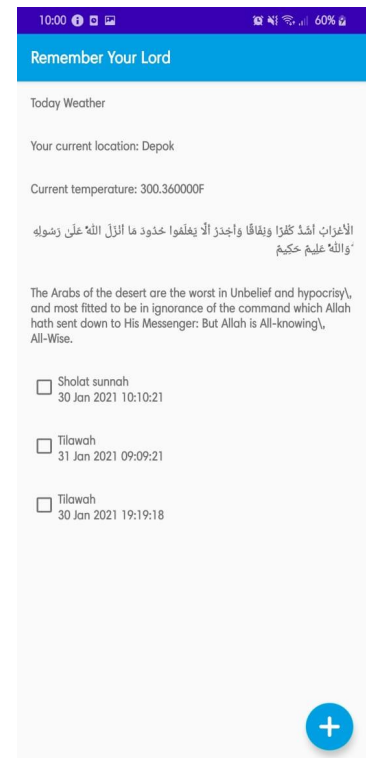 10:00 60%
Remember Your Lord
Today Weather
Your current location: Depok
Current temperature: 300.360000F
الْأَعْرَابُ أَشَدُّ كُفْرًا وَنِفَاقًا وَأَجْدَرُ أَلَّا يَعْلَمُوا حُدُودَ مَا أَنْزَلَ اللَّهُ عَلَىٰ رَسُولِهِ
ۗ وَاللَّهُ عَلِيمٌ حَكِيمٌ
The Arabs of the desert are the worst in Unbelief and hypocrisy\,
and most fitted to be in ignorance of the command which Allah
hath sent down to His Messenger: But Allah is All-knowing\,
All-Wise.
Sholat sunnah
30 Jan 2021 10:10:21
Tilawah
31 Jan 2021 09:09:21
Tilawah
30 Jan 2021 19:19:18
+